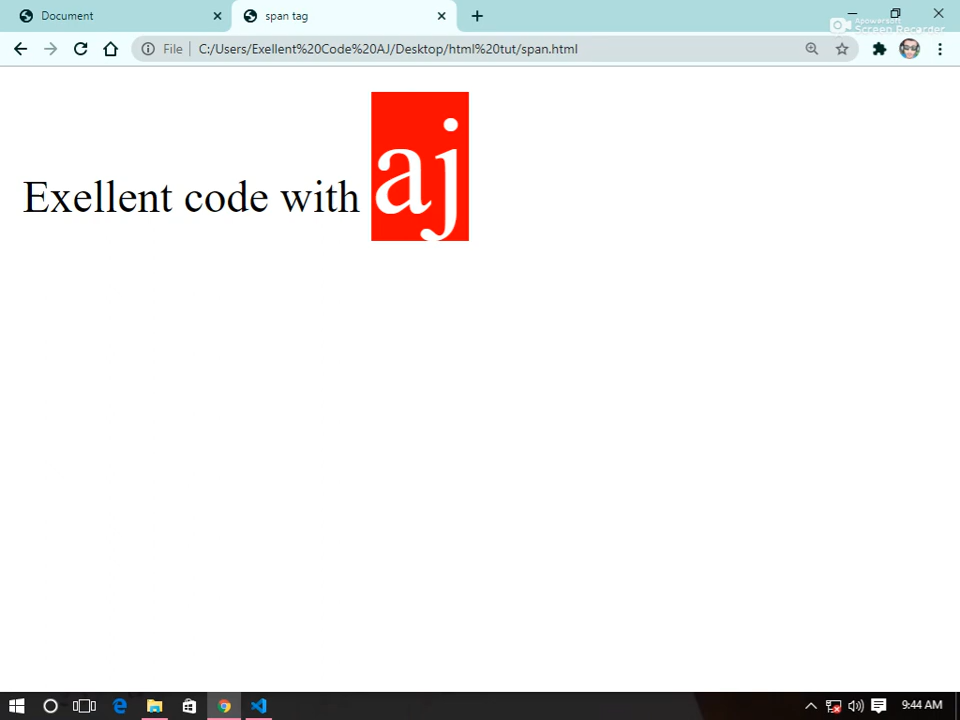 Document
span tag
Apowersoft
Screen Recorder
File
C:/Users/Exellent%20Code%20AJ/Desktop/html%20tut/span.html
Exellent code with aj
9:44 AM